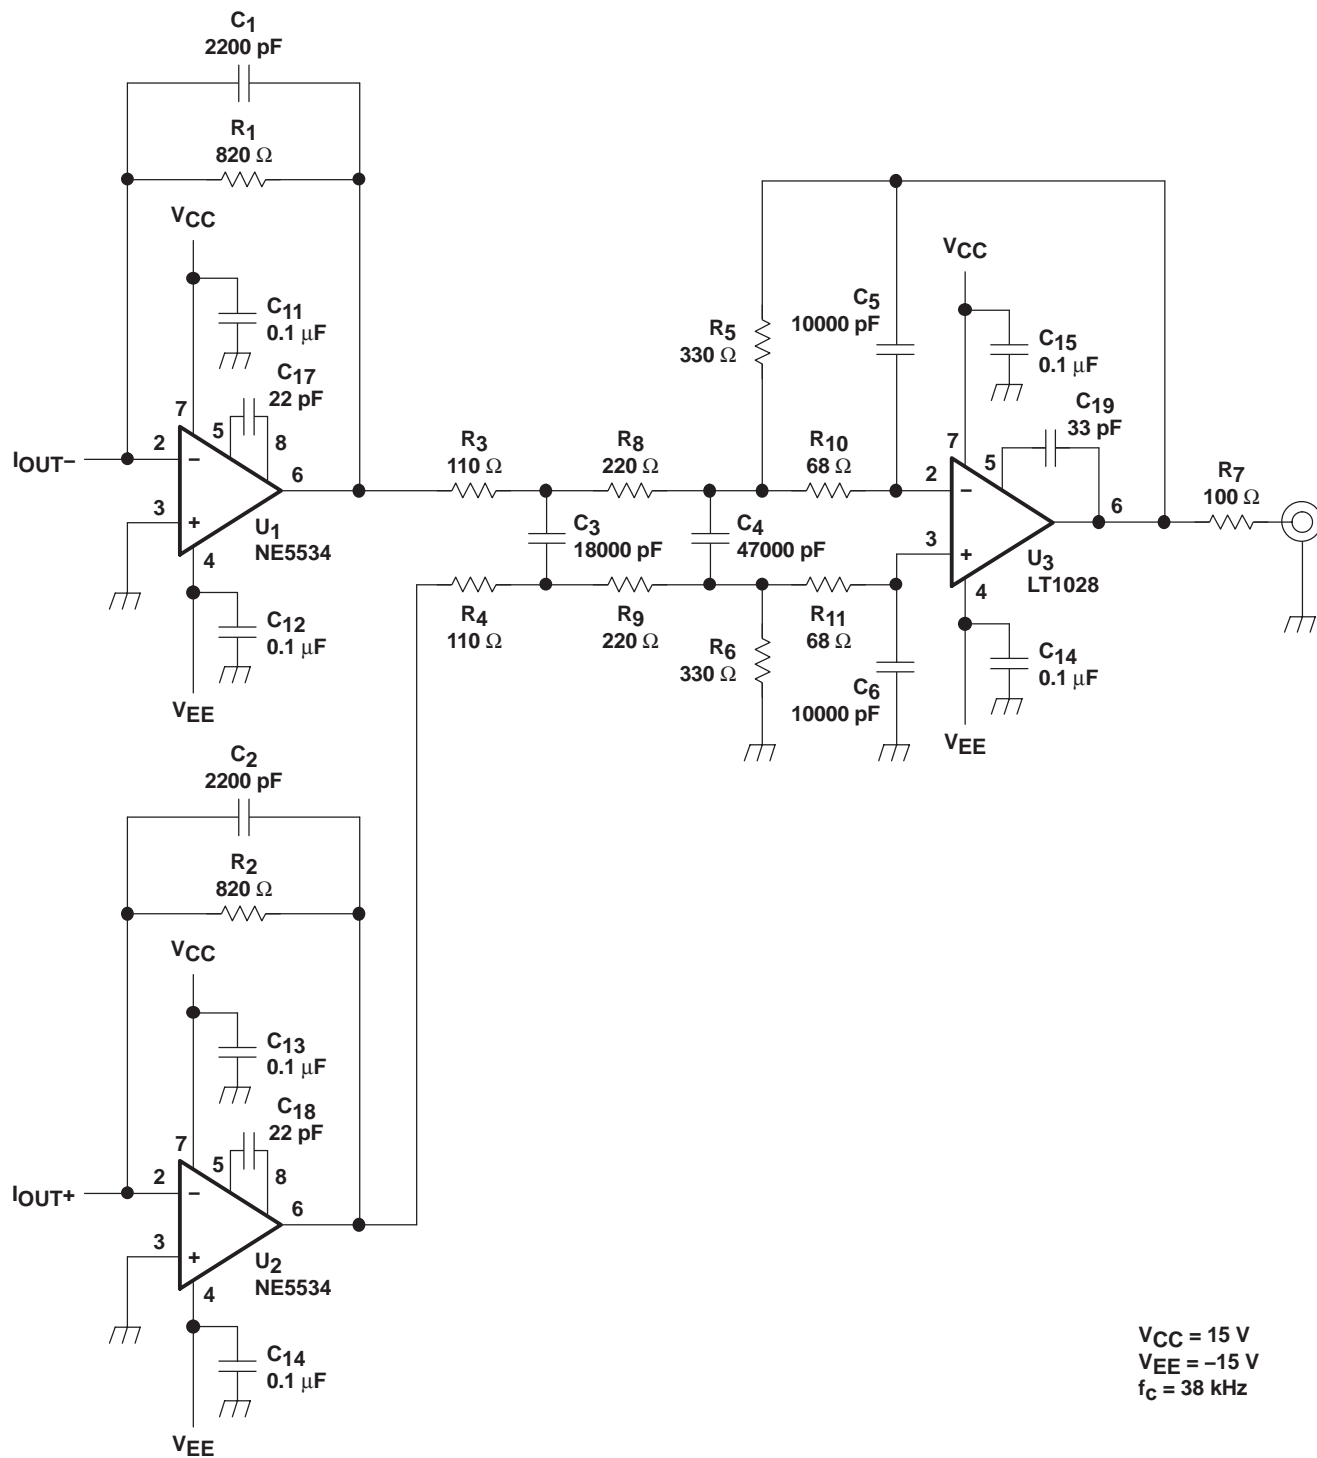 C1
2200 pF
R1
820 Ω
VCC
C11
0.1 μF
C17
22 pF
7
5
8
2
IOUT–
–
6
3
+
U1
NE5534
4
C12
0.1 μF
VEE
R3
110 Ω
R8
220 Ω
R10
68 Ω
C3
18000 pF
C4
47000 pF
R4
110 Ω
R9
220 Ω
R11
68 Ω
R5
330 Ω
C5
10000 pF
R6
330 Ω
C6
10000 pF
VCC
C15
0.1 μF
C19
33 pF
7
5
2
–
6
3
+
U3
LT1028
4
C14
0.1 μF
VEE
R7
100 Ω
C2
2200 pF
R2
820 Ω
VCC
C13
0.1 μF
C18
22 pF
7
5
8
2
IOUT+
–
6
3
+
U2
NE5534
4
C14
0.1 μF
VEE
VCC = 15 V
VEE = –15 V
fc = 38 kHz